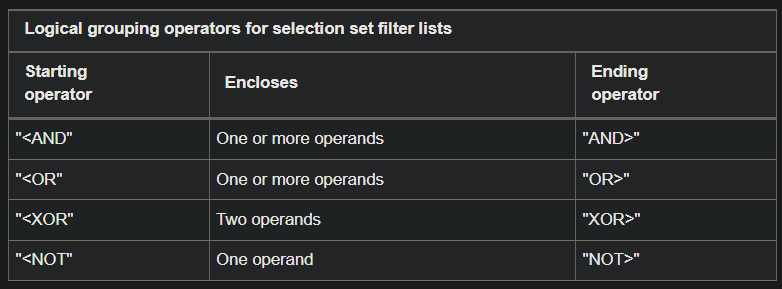 Logical grouping operators for selection set filter lists
Starting
operator
Encloses
Ending
operator
"<AND" One or more operands "AND>"
"<OR" One or more operands "OR>"
"<XOR" Two operands "XOR>"
"<NOT" One operand "NOT>"